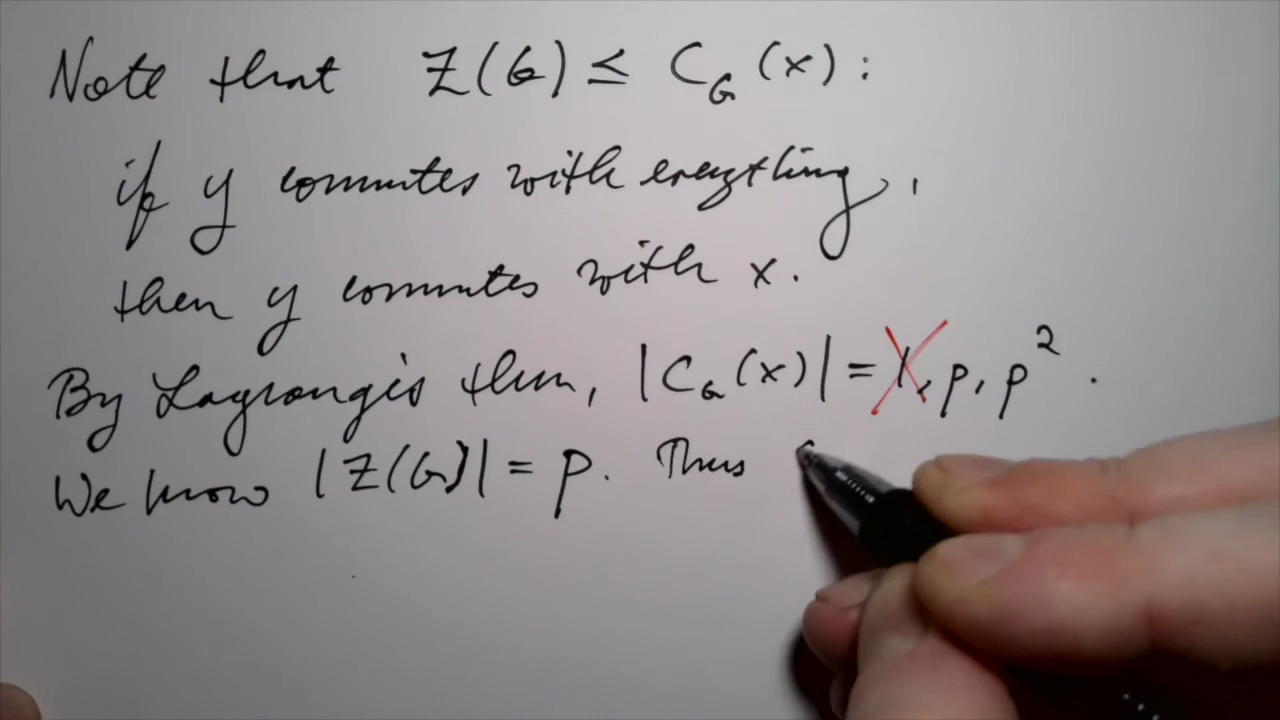 Note that Z(G) ≤ C_G(x):
if y commutes with everything,
then y commutes with x.
By Lagrange's thm, |C_G(x)| = 1, p, p².
We know |Z(G)| = p. Thus